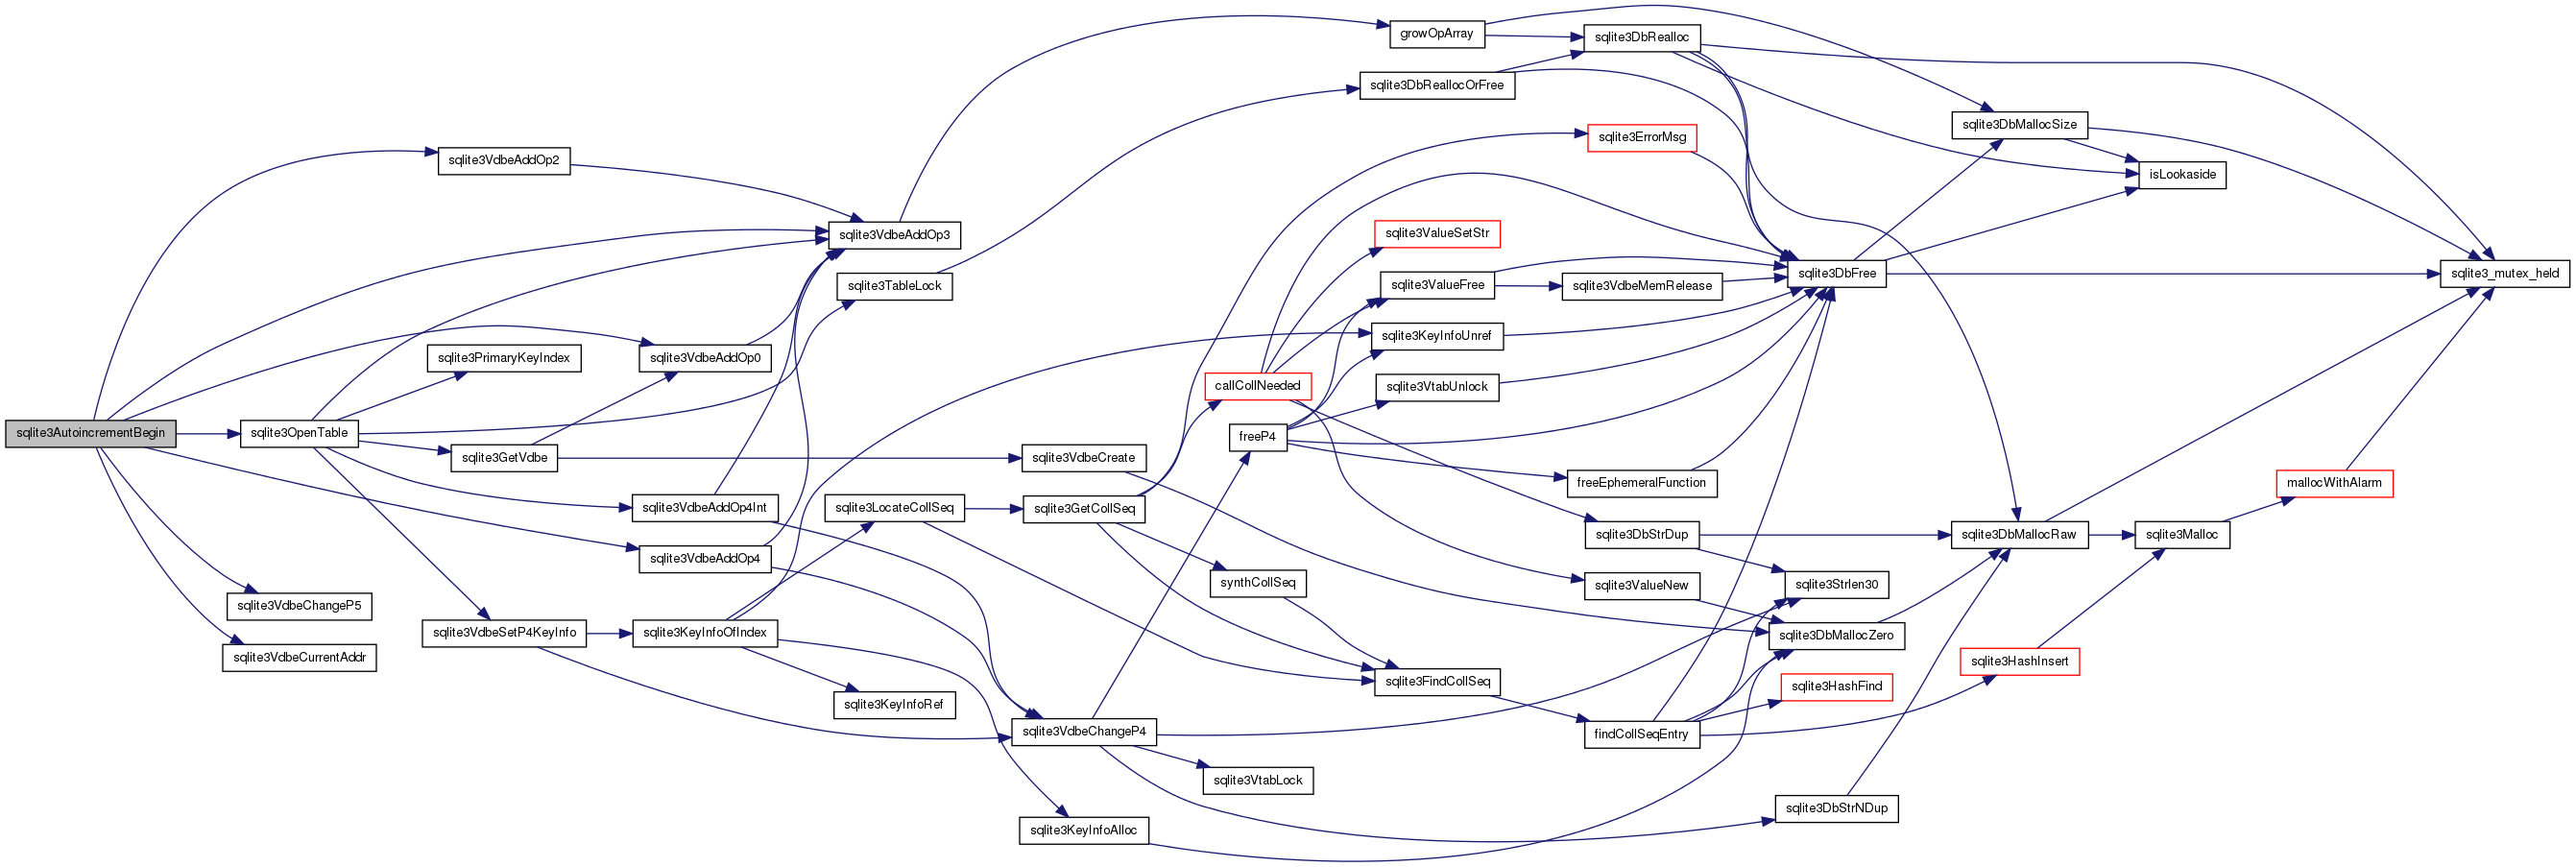 sqlite3AutoincrementBegin
sqlite3VdbeAddOp2
sqlite3VdbeAddOp3
sqlite3VdbeAddOp0
sqlite3OpenTable
sqlite3VdbeAddOp4
sqlite3VdbeChangeP5
sqlite3VdbeCurrentAddr
sqlite3PrimaryKeyIndex
sqlite3GetVdbe
sqlite3VdbeSetP4KeyInfo
sqlite3VdbeAddOp4Int
sqlite3KeyInfoOfIndex
sqlite3TableLock
sqlite3LocateCollSeq
sqlite3KeyInfoRef
sqlite3VdbeCreate
sqlite3GetCollSeq
sqlite3VdbeChangeP4
sqlite3KeyInfoAlloc
callCollNeeded
freeP4
synthCollSeq
sqlite3VtabLock
growOpArray
sqlite3DbReallocOrFree
sqlite3ValueSetStr
sqlite3ValueFree
sqlite3KeyInfoUnref
sqlite3VtabUnlock
sqlite3FindCollSeq
sqlite3DbRealloc
sqlite3ErrorMsg
sqlite3VdbeMemRelease
freeEphemeralFunction
sqlite3DbStrDup
sqlite3ValueNew
findCollSeqEntry
sqlite3DbFree
sqlite3Strlen30
sqlite3DbMallocZero
sqlite3HashFind
sqlite3DbStrNDup
sqlite3DbMallocSize
sqlite3DbMallocRaw
sqlite3HashInsert
isLookaside
sqlite3Malloc
mallocWithAlarm
sqlite3_mutex_held